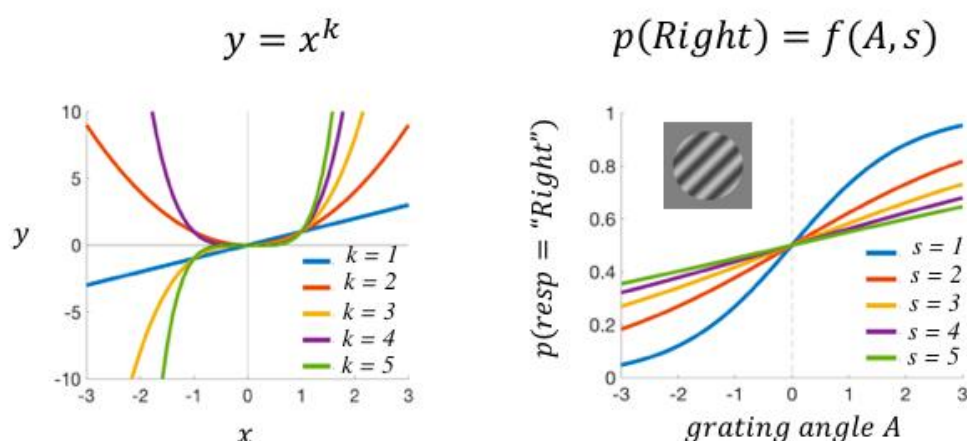 y = x^k
10
5
0
-5
-10
y
-3
-2
-1
0
1
2
3
x
k = 1
k = 2
k = 3
k = 4
k = 5
p(Right) = f(A, s)
1
0.8
0.6
0.4
0.2
0
p(resp = "Right")
-3
-2
-1
0
1
2
3
grating angle A
s = 1
s = 2
s = 3
s = 4
s = 5